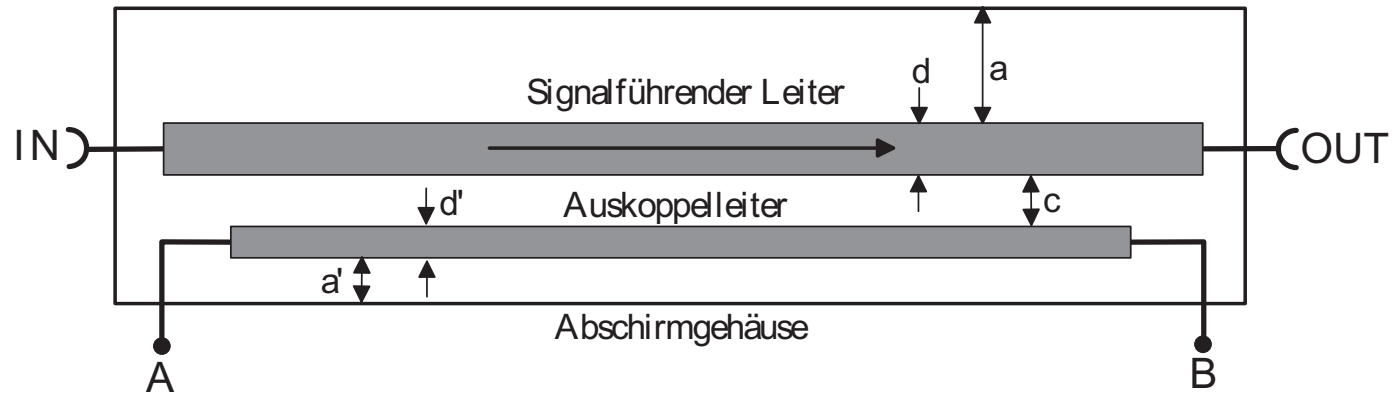 d
a
Signalführender Leiter
IN
OUT
d'
Auskoppelleiter
c
a'
Abschirmgehäuse
A
B